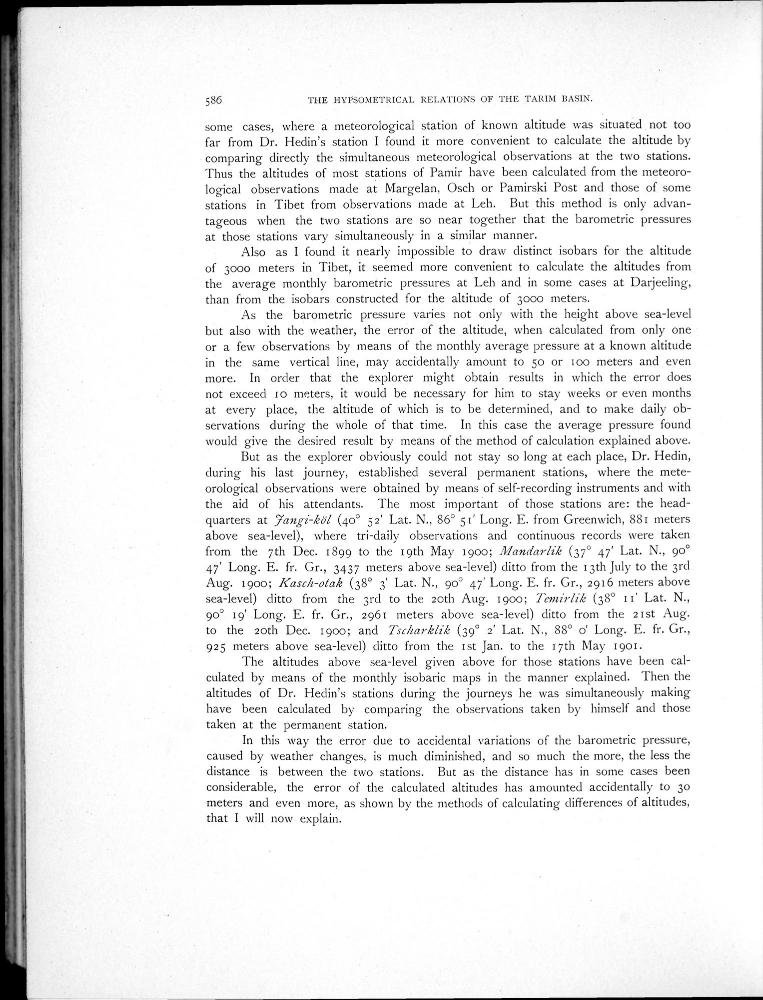 586 THE HYPSOMETRICAL RELATIONS OF THE TARIM BASIN.
some cases, where a meteorological station of known altitude was situated not too
far from Dr. Hedin's station I found it more convenient to calculate the altitude by
comparing directly the simultaneous meteorological observations at the two stations.
Thus the altitudes of most stations of Pamir have been calculated from the meteoro-
logical observations made at Margelan, Osch or Pamirski Post and those of some
stations in Tibet from observations made at Leh. But this method is only advan-
tageous when the two stations are so near together that the barometric pressures
at those stations vary simultaneously in a similar manner.
Also as I found it nearly impossible to draw distinct isobars for the altitude
of 3000 meters in Tibet, it seemed more convenient to calculate the altitudes from
the average monthly barometric pressures at Leh and in some cases at Darjeeling,
than from the isobars constructed for the altitude of 3000 meters.
As the barometric pressure varies not only with the height above sea-level
but also with the weather, the error of the altitude, when calculated from only one
or a few observations by means of the monthly average pressure at a known altitude
in the same vertical line, may accidentally amount to 50 or 100 meters and even
more. In order that the explorer might obtain results in which the error does
not exceed 10 meters, it would be necessary for him to stay weeks or even months
at every place, the altitude of which is to be determined, and to make daily ob-
servations during the whole of that time. In this case the average pressure found
would give the desired result by means of the method of calculation explained above.
But as the explorer obviously could not stay so long at each place, Dr. Hedin,
during his last journey, established several permanent stations, where the mete-
orological observations were obtained by means of self-recording instruments and with
the aid of his attendants. The most important of those stations are: the head-
quarters at Jangi-köl (40° 52' Lat. N., 86° 51' Long. E. from Greenwich, 881 meters
above sea-level), where tri-daily observations and continuous records were taken
from the 7th Dec. 1899 to the 19th May 1900; Mandarlik (37° 47' Lat. N., 90°
47' Long. E. fr. Gr., 3437 meters above sea-level) ditto from the 13th July to the 3rd
Aug. 1900; Kasch-otak (38° 3' Lat. N., 90° 47' Long. E. fr. Gr., 2916 meters above
sea-level) ditto from the 3rd to the 20th Aug. 1900; Temirlik (38° 11' Lat. N.,
90° 19' Long. E. fr. Gr., 2961 meters above sea-level) ditto from the 21st Aug.
to the 20th Dec. 1900; and Tscharklik (39° 2' Lat. N., 88° 0' Long. E. fr. Gr.,
925 meters above sea-level) ditto from the 1st Jan. to the 17th May 1901.
The altitudes above sea-level given above for those stations have been cal-
culated by means of the monthly isobaric maps in the manner explained. Then the
altitudes of Dr. Hedin's stations during the journeys he was simultaneously making
have been calculated by comparing the observations taken by himself and those
taken at the permanent station.
In this way the error due to accidental variations of the barometric pressure,
caused by weather changes, is much diminished, and so much the more, the less the
distance is between the two stations. But as the distance has in some cases been
considerable, the error of the calculated altitudes has amounted accidentally to 30
meters and even more, as shown by the methods of calculating differences of altitudes,
that I will now explain.